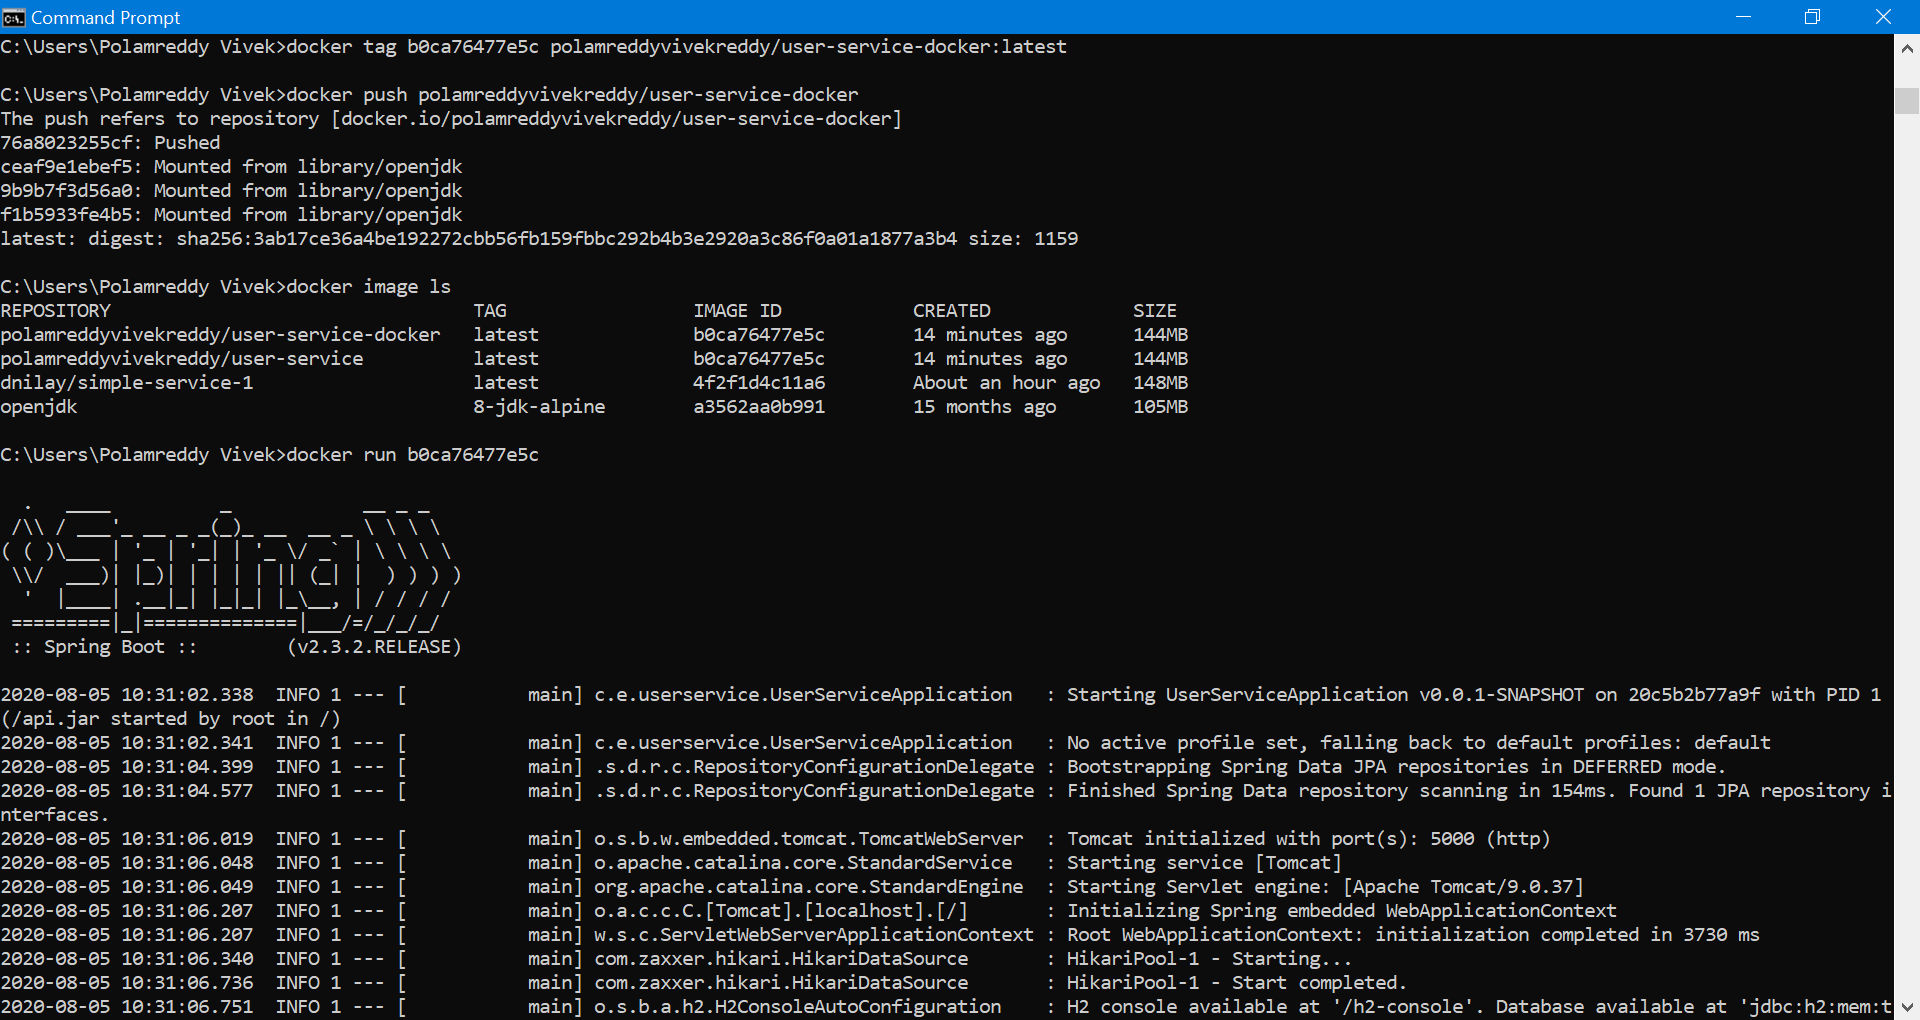 Command Prompt
C:\Users\Polamreddy Vivek>docker tag b0ca76477e5c polamreddyvivekreddy/user-service-docker:latest
C:\Users\Polamreddy Vivek>docker push polamreddyvivekreddy/user-service-docker
The push refers to repository [docker.io/polamreddyvivekreddy/user-service-docker]
76a8023255cf: Pushed
ceaf9e1ebef5: Mounted from library/openjdk
9b9b7f3d56a0: Mounted from library/openjdk
f1b5933fe4b5: Mounted from library/openjdk
latest: digest: sha256:3ab17ce36a4be192272cbb56fb159fbbc292b4b3e2920a3c86f0a01a1877a3b4 size: 1159
C:\Users\Polamreddy Vivek>docker image ls
REPOSITORY                                 TAG                 IMAGE ID            CREATED             SIZE
polamreddyvivekreddy/user-service-docker   latest              b0ca76477e5c        14 minutes ago      144MB
polamreddyvivekreddy/user-service          latest              b0ca76477e5c        14 minutes ago      144MB
dnilay/simple-service-1                    latest              4f2f1d4c11a6        About an hour ago   148MB
openjdk                                    8-jdk-alpine        a3562aa0b991        15 months ago       105MB
C:\Users\Polamreddy Vivek>docker run b0ca76477e5c
  .   ____          _            __ _ _
 /\\ / ___'_ __ _ _(_)_ __  __ _ \ \ \ \
( ( )\___ | '_ | '_| | '_ \/ _` | \ \ \ \
 \\/  ___)| |_)| | | | | || (_| |  ) ) ) )
  '  |____| .__|_| |_|_| |_\__, | / / / /
 =========|_|==============|___/=/_/_/_/
 :: Spring Boot ::        (v2.3.2.RELEASE)
2020-08-05 10:31:02.338  INFO 1 --- [           main] c.e.userservice.UserServiceApplication   : Starting UserServiceApplication v0.0.1-SNAPSHOT on 20c5b2b77a9f with PID 1
(/api.jar started by root in /)
2020-08-05 10:31:02.341  INFO 1 --- [           main] c.e.userservice.UserServiceApplication   : No active profile set, falling back to default profiles: default
2020-08-05 10:31:04.399  INFO 1 --- [           main] .s.d.r.c.RepositoryConfigurationDelegate : Bootstrapping Spring Data JPA repositories in DEFERRED mode.
2020-08-05 10:31:04.577  INFO 1 --- [           main] .s.d.r.c.RepositoryConfigurationDelegate : Finished Spring Data repository scanning in 154ms. Found 1 JPA repository i
nterfaces.
2020-08-05 10:31:06.019  INFO 1 --- [           main] o.s.b.w.embedded.tomcat.TomcatWebServer  : Tomcat initialized with port(s): 5000 (http)
2020-08-05 10:31:06.048  INFO 1 --- [           main] o.apache.catalina.core.StandardService   : Starting service [Tomcat]
2020-08-05 10:31:06.049  INFO 1 --- [           main] org.apache.catalina.core.StandardEngine  : Starting Servlet engine: [Apache Tomcat/9.0.37]
2020-08-05 10:31:06.207  INFO 1 --- [           main] o.a.c.c.C.[Tomcat].[localhost].[/]       : Initializing Spring embedded WebApplicationContext
2020-08-05 10:31:06.207  INFO 1 --- [           main] w.s.c.ServletWebServerApplicationContext : Root WebApplicationContext: initialization completed in 3730 ms
2020-08-05 10:31:06.340  INFO 1 --- [           main] com.zaxxer.hikari.HikariDataSource       : HikariPool-1 - Starting...
2020-08-05 10:31:06.736  INFO 1 --- [           main] com.zaxxer.hikari.HikariDataSource       : HikariPool-1 - Start completed.
2020-08-05 10:31:06.751  INFO 1 --- [           main] o.s.b.a.h2.H2ConsoleAutoConfiguration    : H2 console available at '/h2-console'. Database available at 'jdbc:h2:mem:t